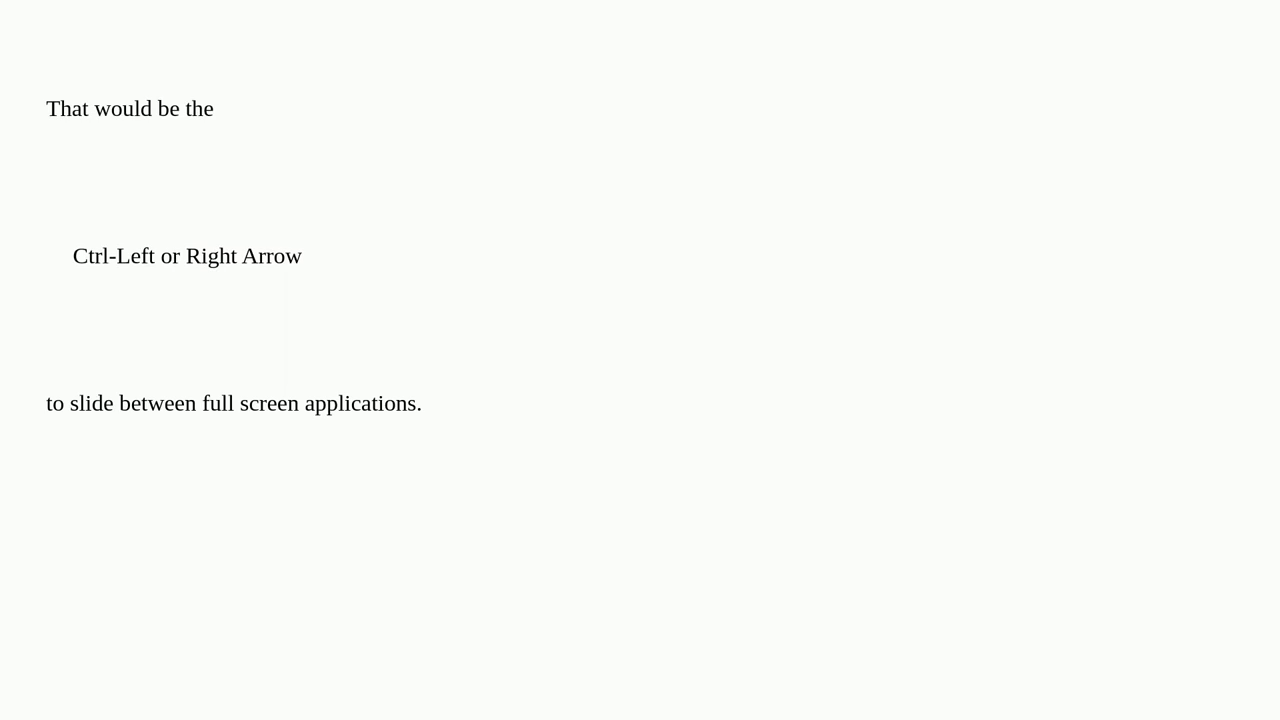 That would be the
Ctrl-Left or Right Arrow
to slide between full screen applications.